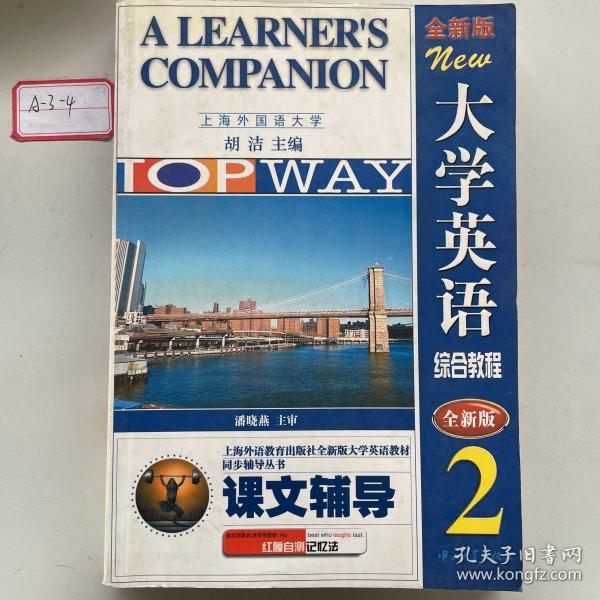 A LEARNER'S
COMPANION
上海外国语大学
胡洁 主编
TOPWAY
潘晓燕 主审
上海外语教育出版社全新版大学英语教材
同步辅导丛书
课文辅导
best who laughs last.
红膜自测记忆法
全新版
New
大学英语
综合教程
全新版
2
A-3-4
孔夫子旧书网
www.kongfz.com